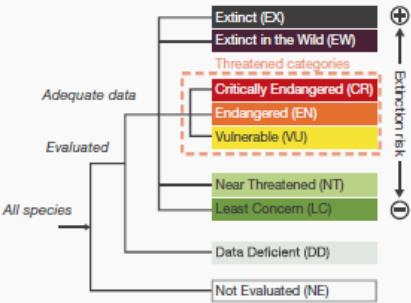 Extinct (EX)
Extinct in the Wild (EW)
Threatened categories
Adequate data
Critically Endangered (CR)
Endangered (EN)
Evaluated
Vulnerable (VU)
Extinction risk
Near Threatened (NT)
All species
Least Concern (LC)
Data Deficient (DD)
Not Evaluated (NE)